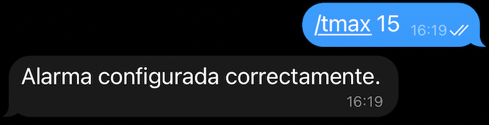 /tmax 15 16:19
Alarma configurada correctamente.
16:19